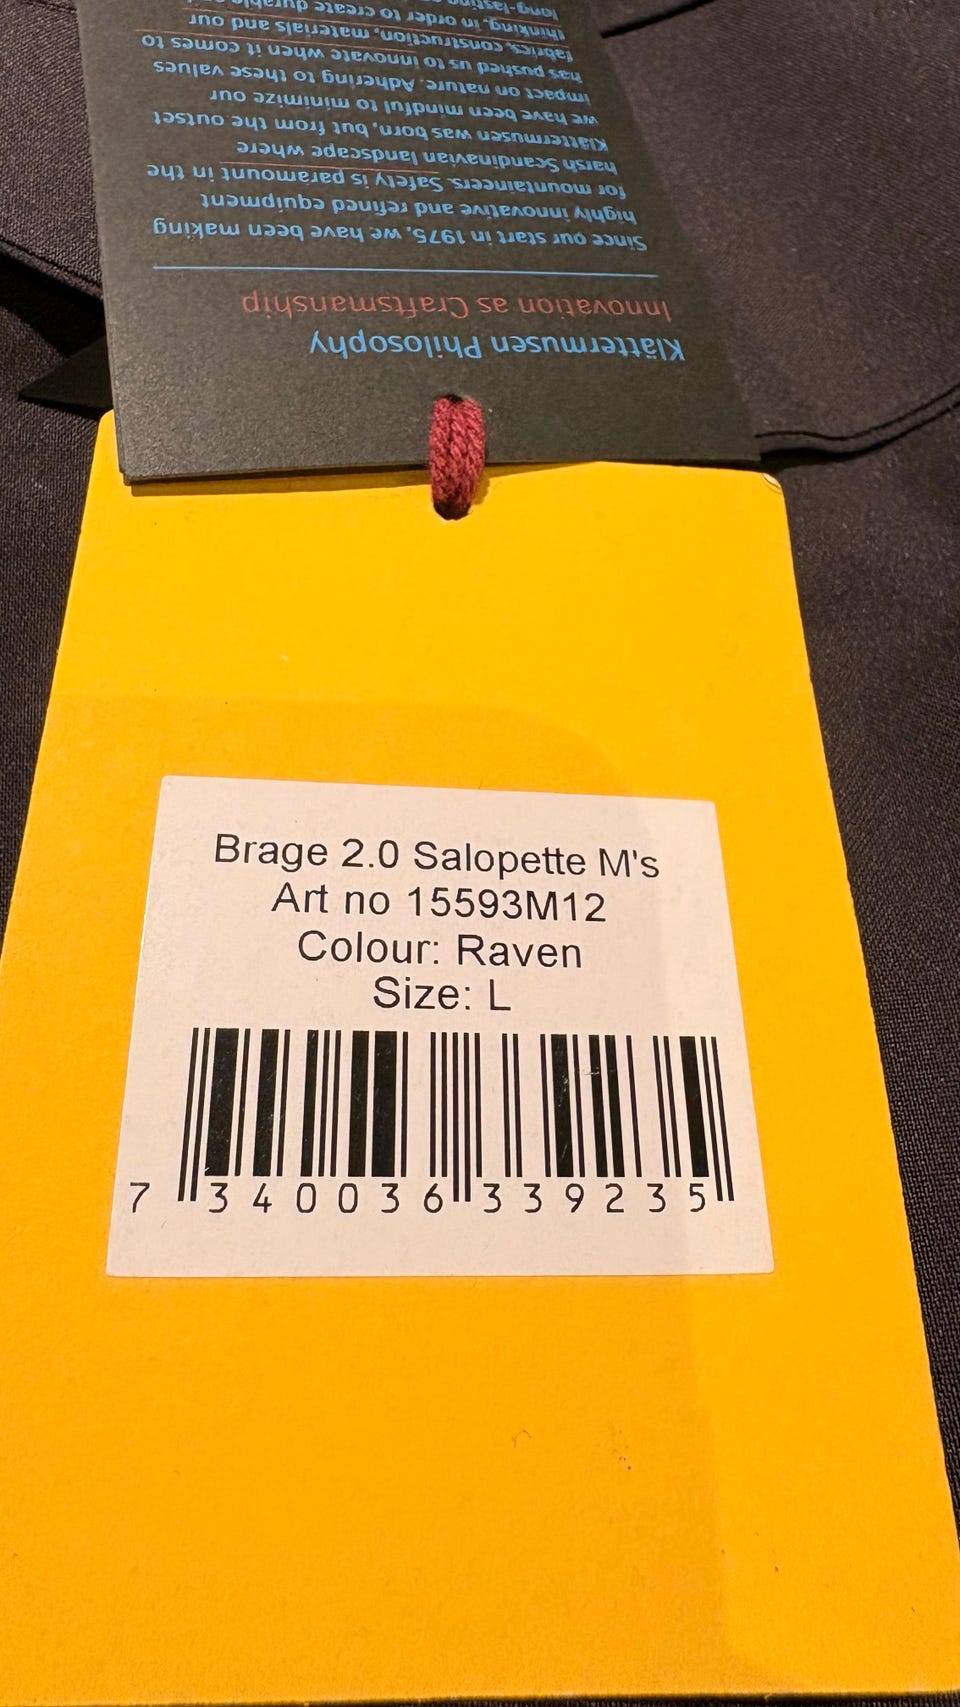 Klättermusen Philosophy
Innovation as Craftsmanship
Since our start in 1975, we have been making
highly innovative and refined equipment
for mountaineers. Safety is paramount in the
harsh Scandinavian landscape where
Klättermusen was born, but from the outset
we have been mindful to minimize our
impact on nature. Adhering to these values
has pushed us to innovate when it comes to
fabrics, construction, materials and our
thinking, in order to create durable
long-lasting
Brage 2.0 Salopette M's
Art no 15593M12
Colour: Raven
Size: L
7 340036 339235